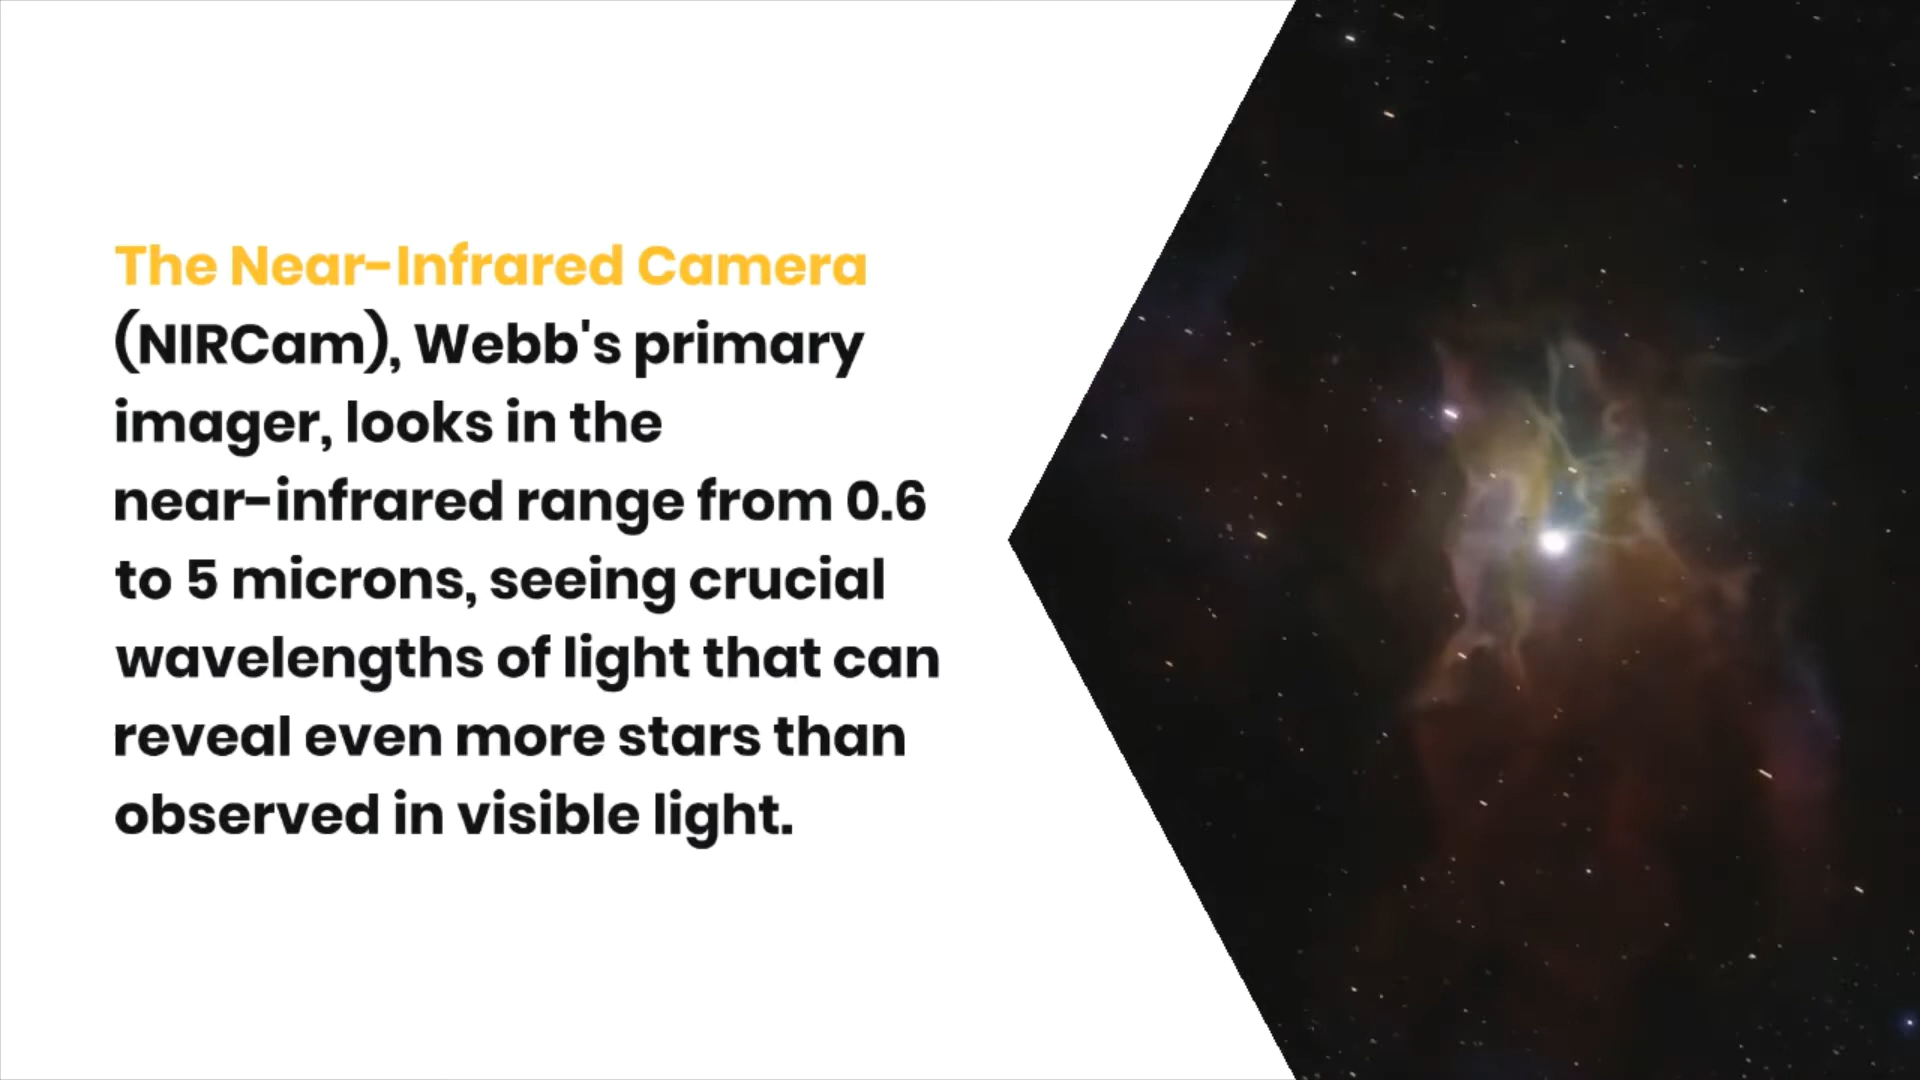 The Near-Infrared Camera
(NIRCam), Webb's primary
imager, looks in the
near-infrared range from 0.6
to 5 microns, seeing crucial
wavelengths of light that can
reveal even more stars than
observed in visible light.